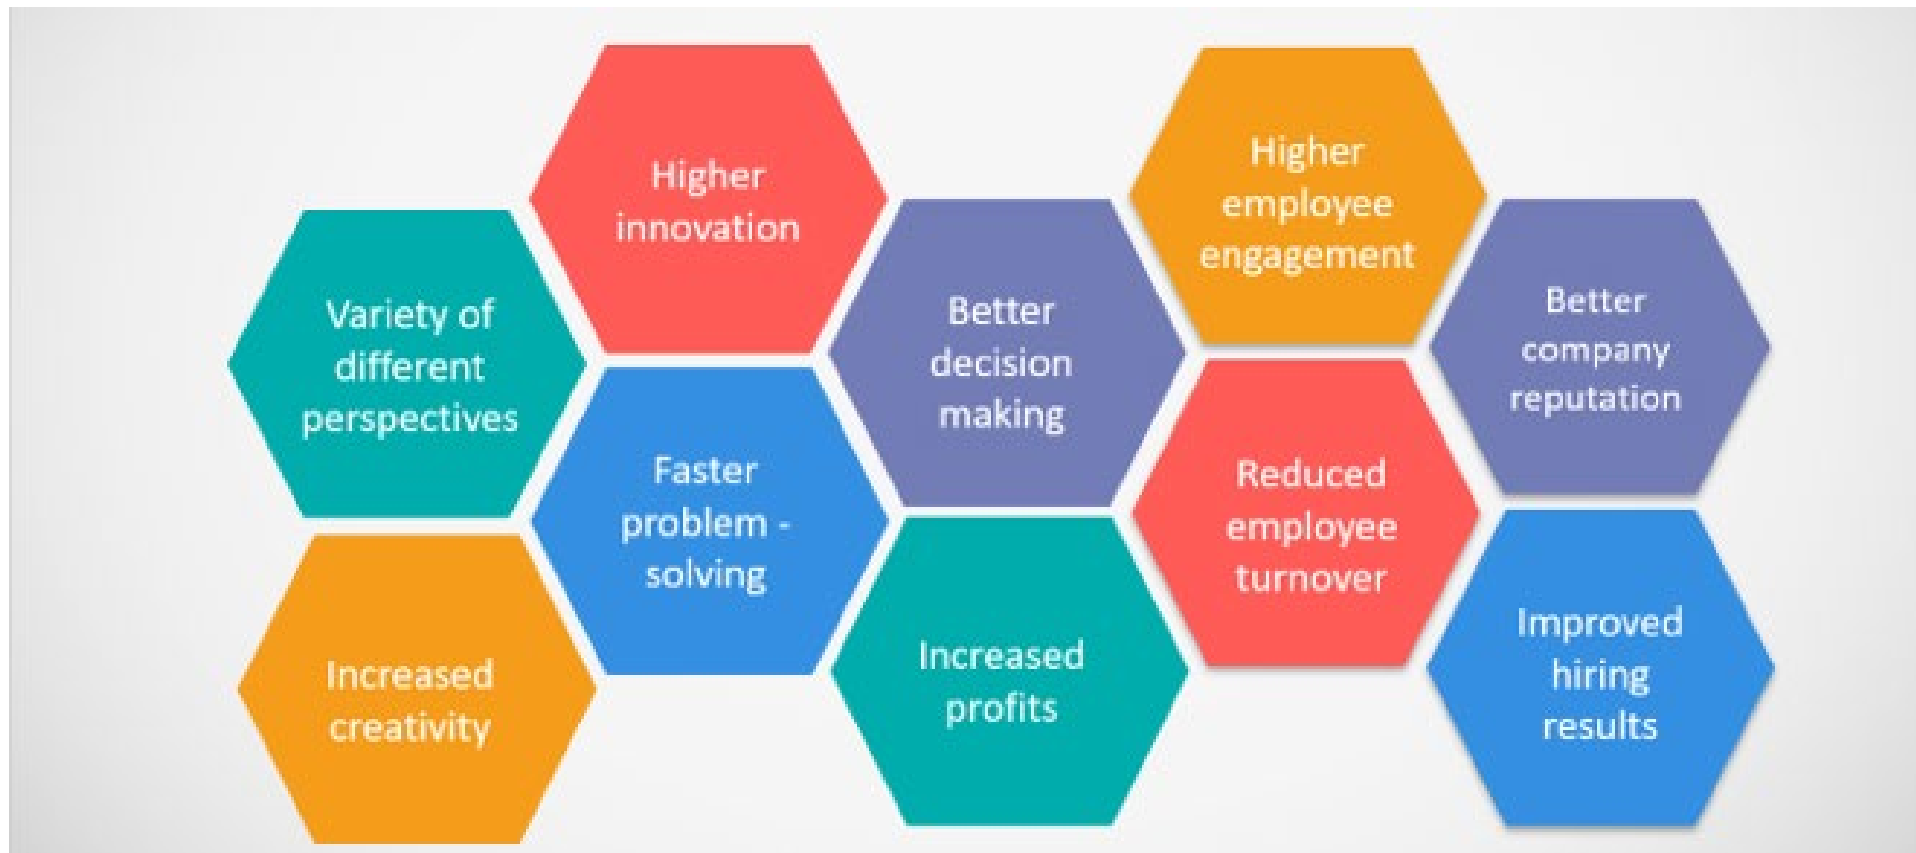 Variety of
different
perspectives
Increased
creativity
Higher
innovation
Faster
problem -
solving
Better
decision
making
Increased
profits
Higher
employee
engagement
Reduced
employee
turnover
Better
company
reputation
Improved
hiring
results